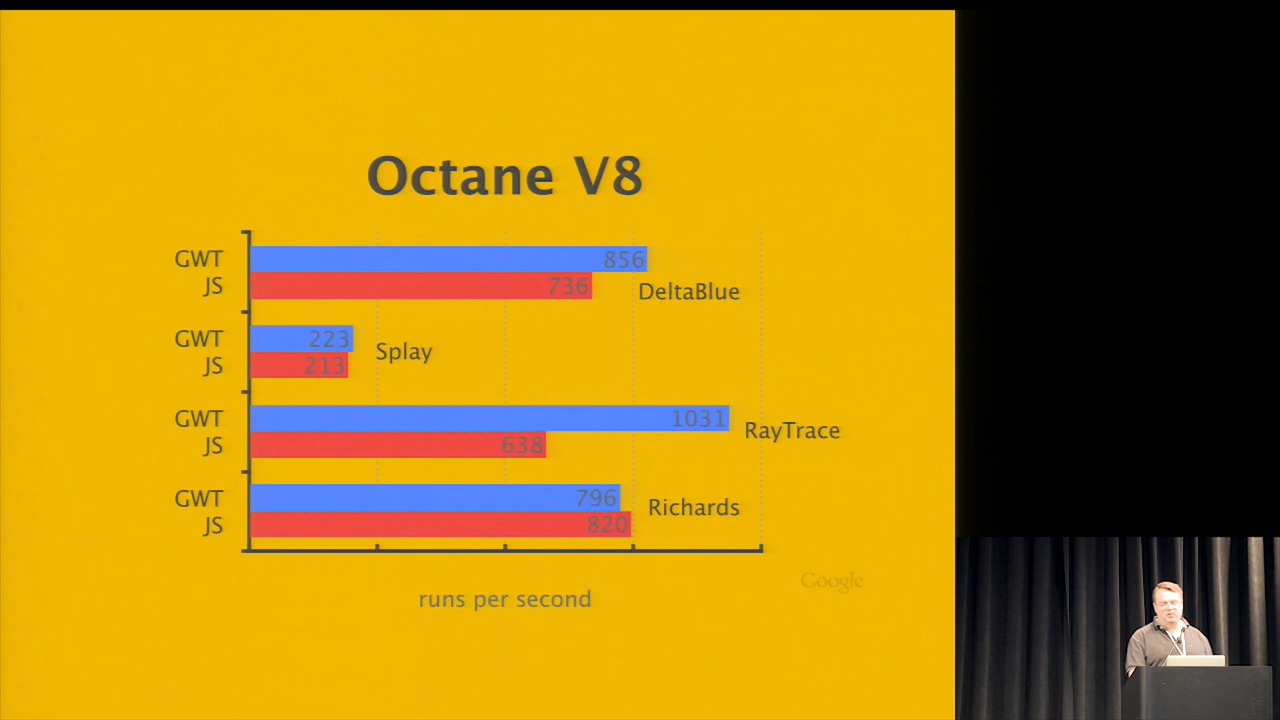 Octane V8
GWT 856
JS 736
DeltaBlue
GWT 223
JS 213
Splay
GWT 1031
JS 638
RayTrace
GWT 796
JS 820
Richards
runs per second
Google